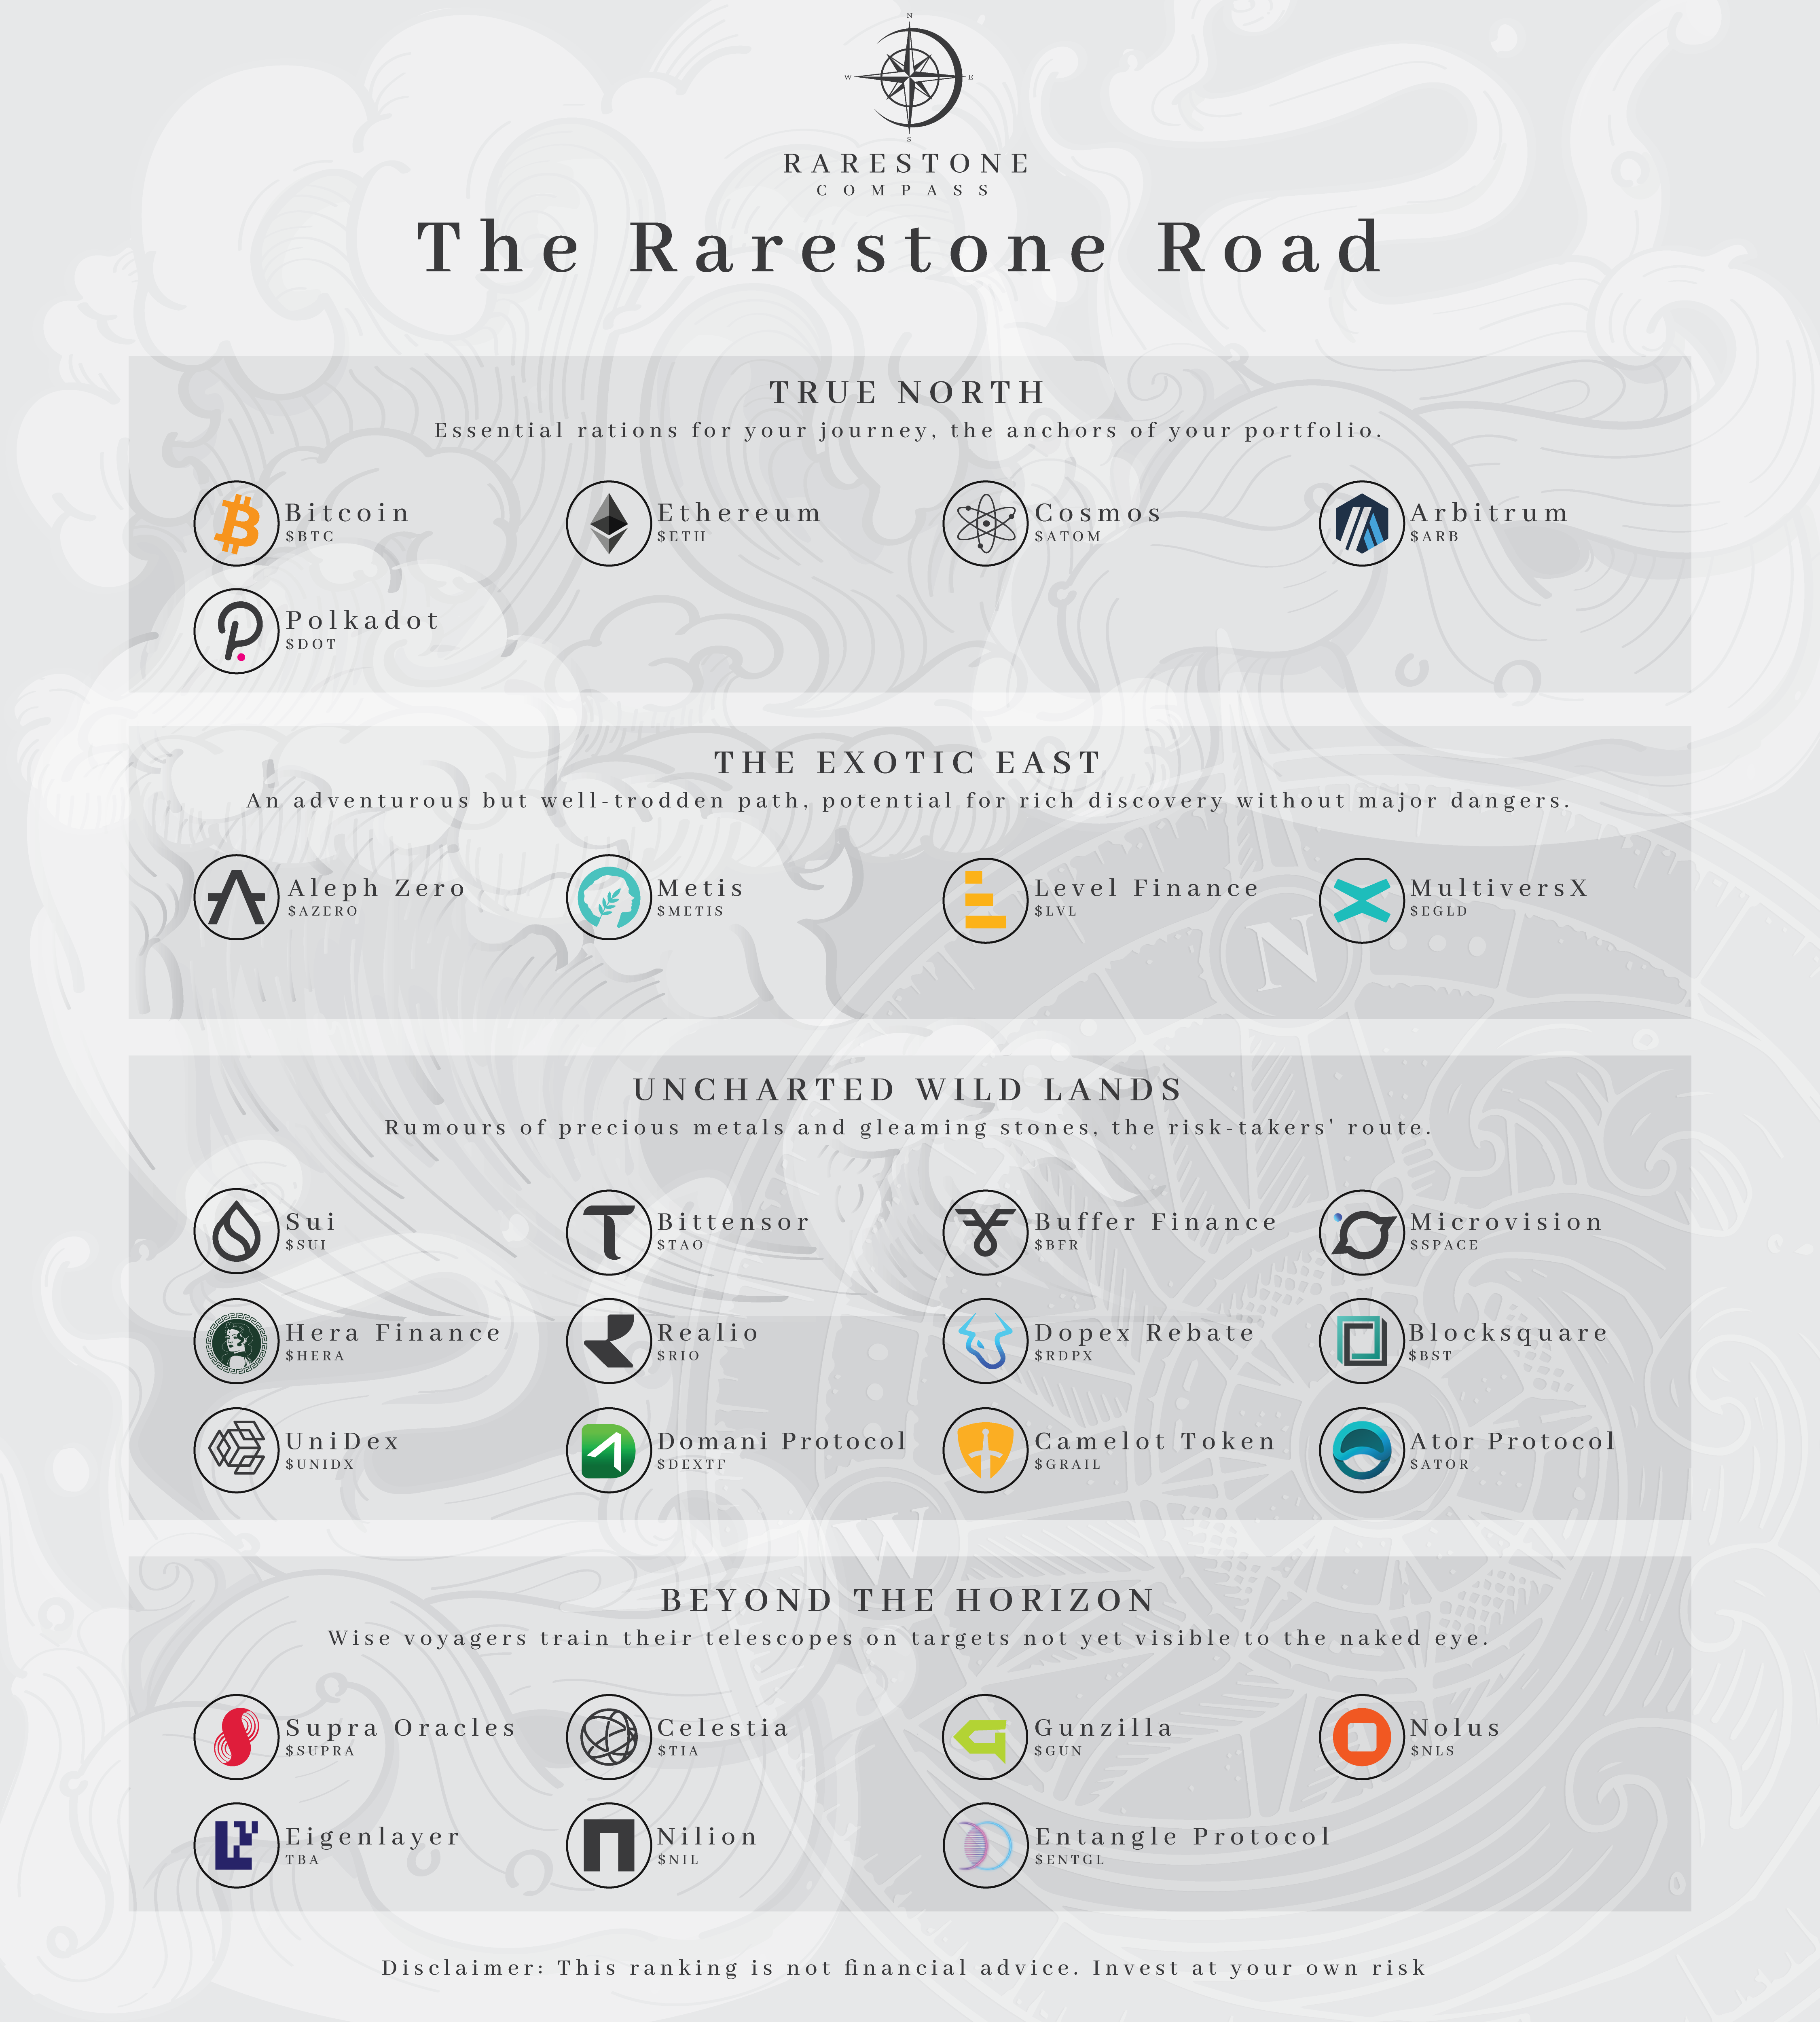 N
W E
S
RARESTONE
COMPASS
The Rarestone Road
TRUE NORTH
Essential rations for your journey, the anchors of your portfolio.
Bitcoin
$BTC
Ethereum
$ETH
Cosmos
$ATOM
Arbitrum
$ARB
Polkadot
$DOT
THE EXOTIC EAST
An adventurous but well-trodden path, potential for rich discovery without major dangers.
Aleph Zero
$AZERO
Metis
$METIS
Level Finance
$LVL
MultiversX
$EGLD
N
UNCHARTED WILD LANDS
Rumours of precious metals and gleaming stones, the risk-takers' route.
Sui
$SUI
Bittensor
$TAO
Buffer Finance
$BFR
Microvision
$SPACE
Hera Finance
$HERA
Realio
$RIO
Dopex Rebate
$RDPX
Blocksquare
$BST
UniDex
$UNIDX
Domani Protocol
$DEXTF
Camelot Token
$GRAIL
Ator Protocol
$ATOR
W
BEYOND THE HORIZON
Wise voyagers train their telescopes on targets not yet visible to the naked eye.
Supra Oracles
$SUPRA
Celestia
$TIA
Gunzilla
$GUN
Nolus
$NLS
Eigenlayer
TBA
Nilion
$NIL
Entangle Protocol
$ENTGL
Disclaimer: This ranking is not financial advice. Invest at your own risk